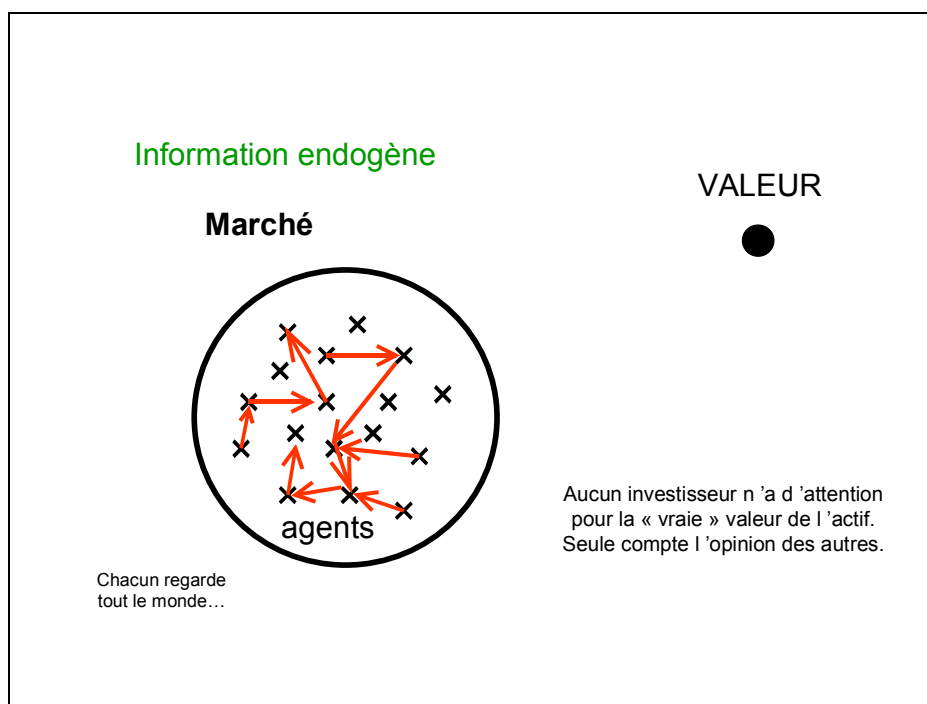 Information endogène
VALEUR
Marché
agents
Aucun investisseur n 'a d 'attention
pour la « vraie » valeur de l 'actif.
Seule compte l 'opinion des autres.
Chacun regarde
tout le monde…